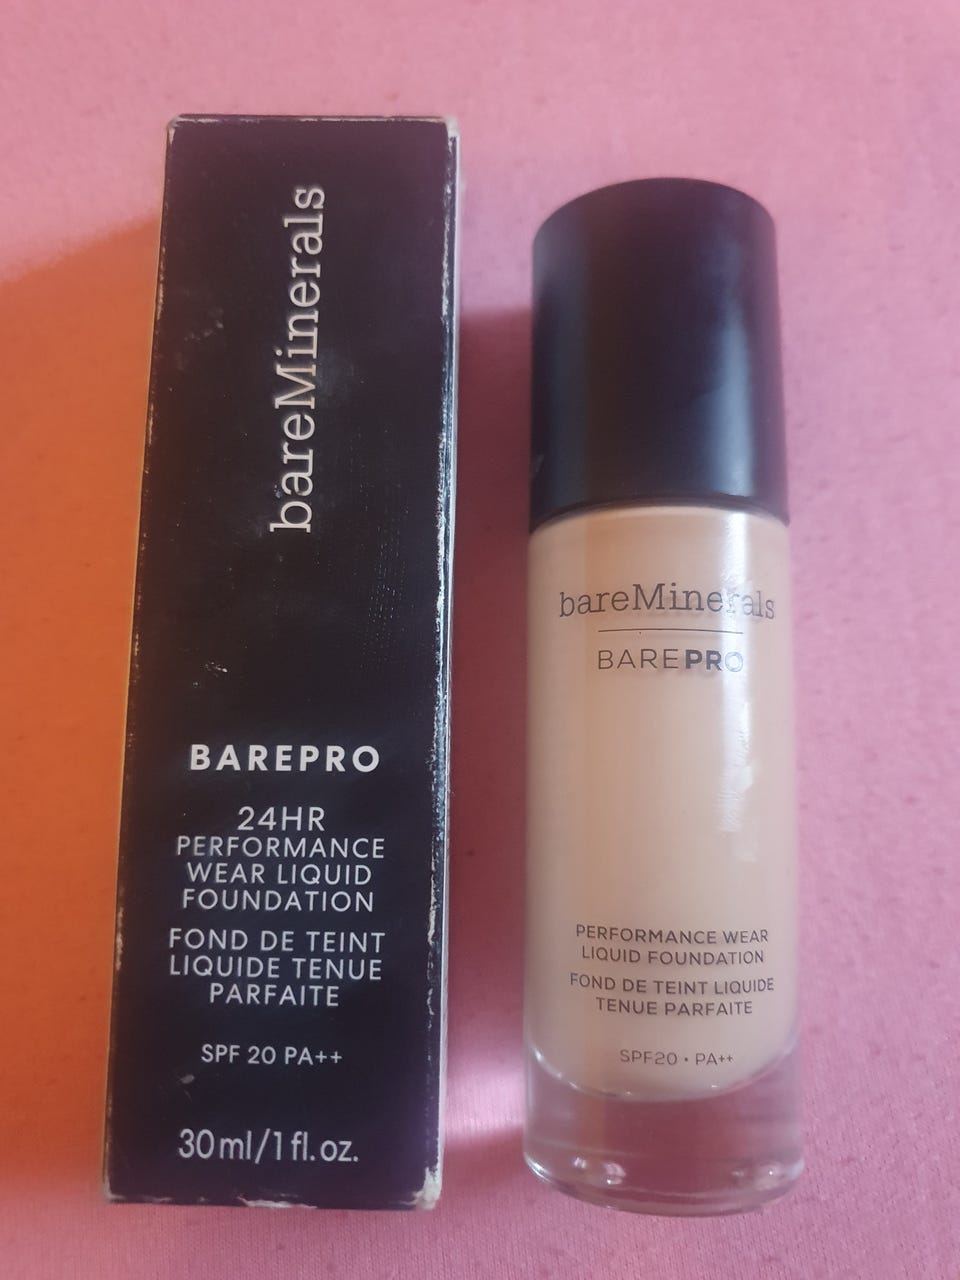 bareMinerals
BAREPRO
24HR
PERFORMANCE
WEAR LIQUID
FOUNDATION
FOND DE TEINT
LIQUIDE TENUE
PARFAITE
SPF 20 PA++
30ml/1fl.oz.
bareMinerals
BAREPRO
PERFORMANCE WEAR
LIQUID FOUNDATION
FOND DE TEINT LIQUIDE
TENUE PARFAITE
SPF20 • PA++